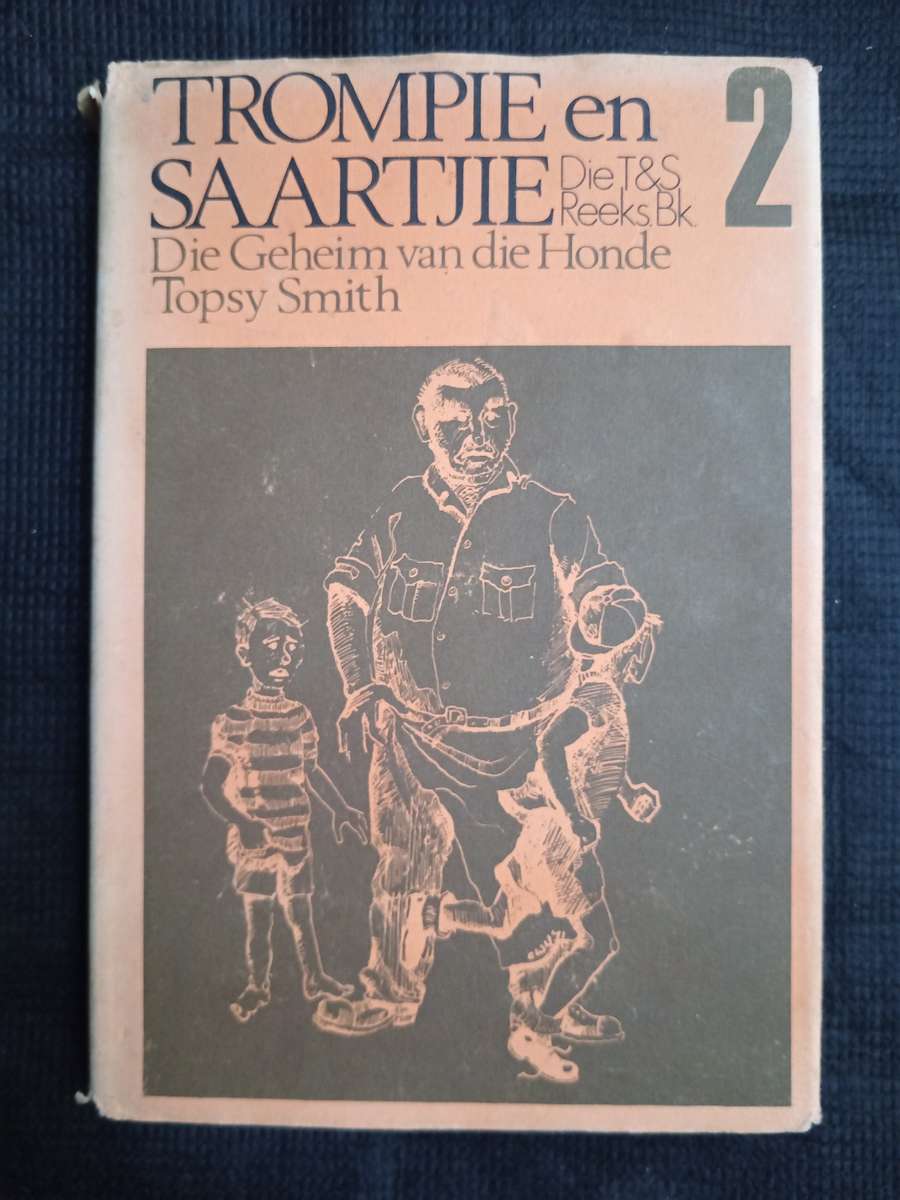 TROMPIE en
SAARTJIE
Die T&S
Reeks. Bk.
2
Die Geheim van die Honde
Topsy Smith